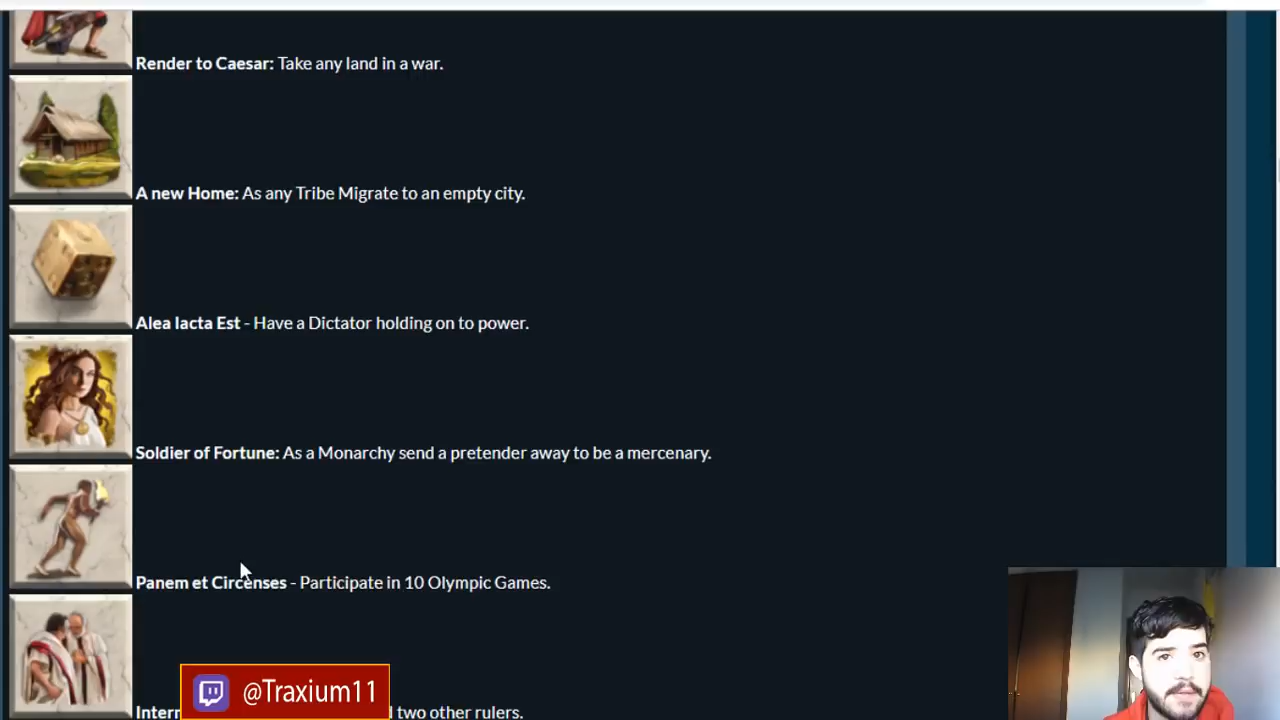 Render to Caesar: Take any land in a war.
A new Home: As any Tribe Migrate to an empty city.
Alea Iacta Est - Have a Dictator holding on to power.
Soldier of Fortune: As a Monarchy send a pretender away to be a mercenary.
Panem et Circenses - Participate in 10 Olympic Games.
@Traxium11
two other rulers.